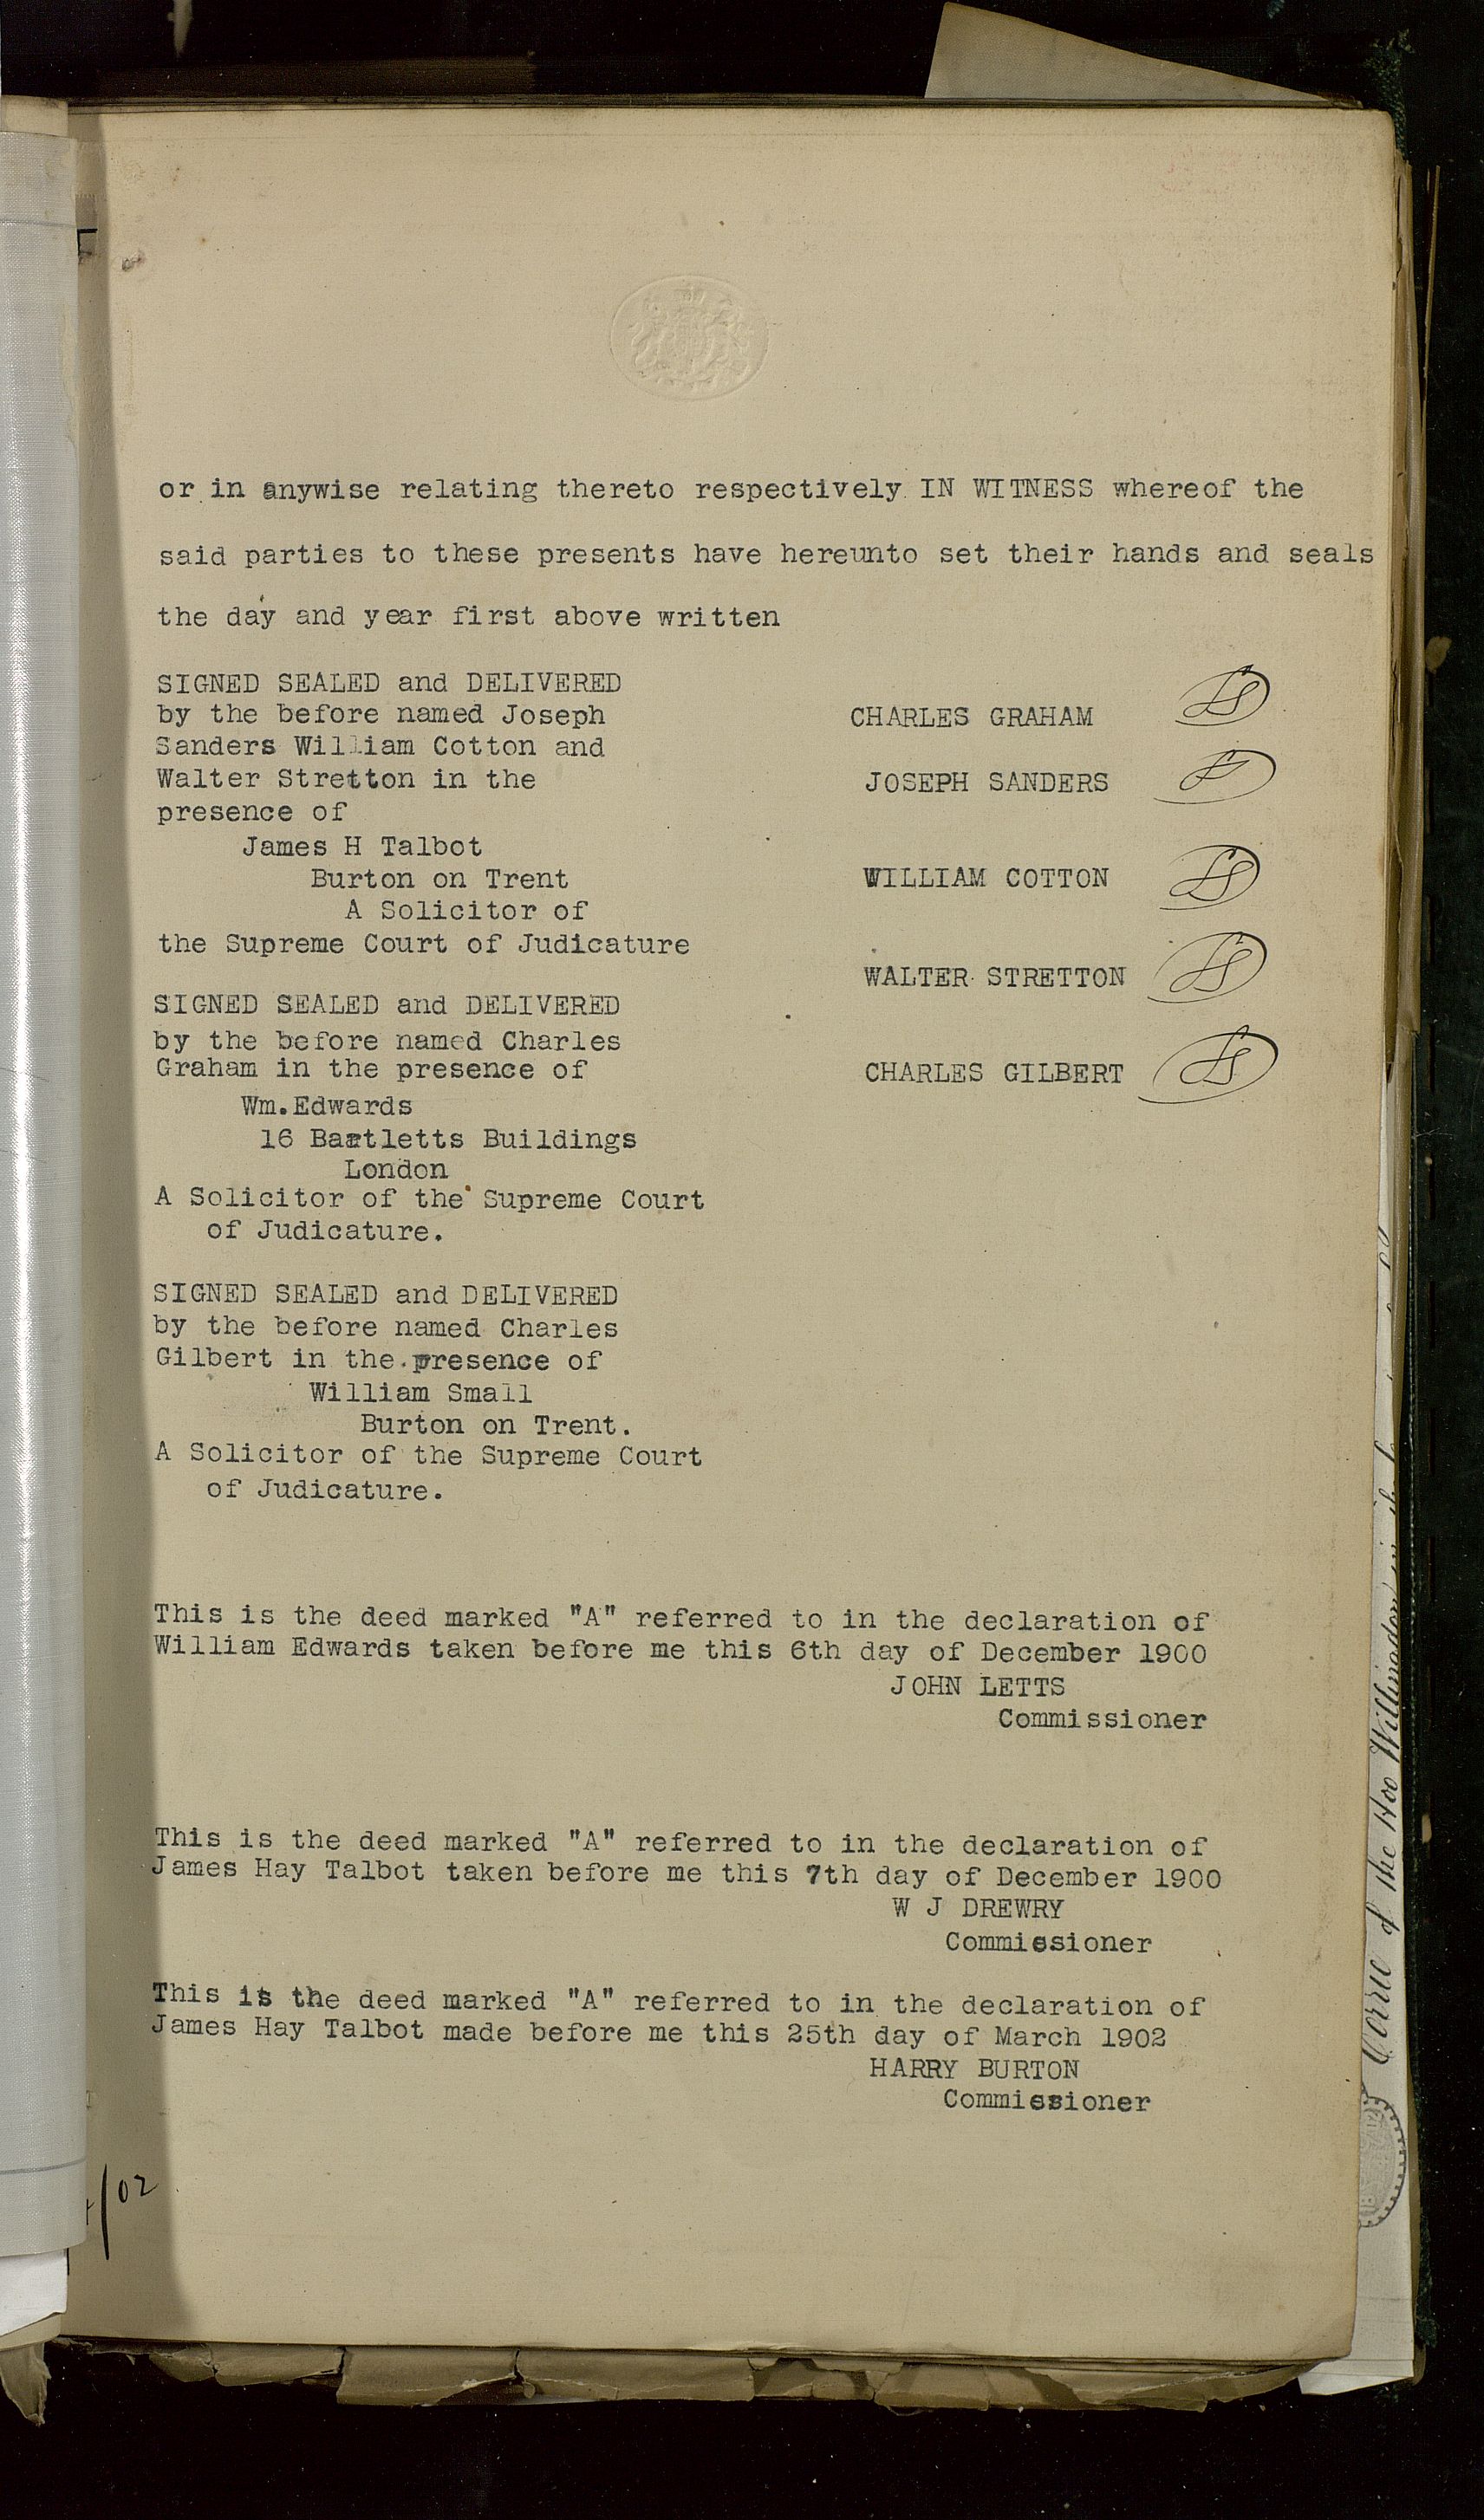 or in anywise relating thereto respectively IN WITNESS whereof the
said parties to these presents have hereunto set their hands and seals
the day and year first above written
SIGNED SEALED and DELIVERED
by the before named Joseph
Sanders William Cotton and
Walter Stretton in the
presence of
James H Talbot
Burton on Trent
A Solicitor of
the Supreme Court of Judicature
CHARLES GRAHAM
JOSEPH SANDERS
WILLIAM COTTON
WALTER STRETTON
CHARLES GILBERT
SIGNED SEALED and DELIVERED
by the before named Charles
Graham in the presence of
Wm.Edwards
16 Bartletts Buildings
London
A Solicitor of the Supreme Court
of Judicature.
SIGNED SEALED and DELIVERED
by the before named Charles
Gilbert in the presence of
William Small
Burton on Trent.
A Solicitor of the Supreme Court
of Judicature.
This is the deed marked "A" referred to in the declaration of
William Edwards taken before me this 6th day of December 1900
JOHN LETTS
Commissioner
This is the deed marked "A" referred to in the declaration of
James Hay Talbot taken before me this 7th day of December 1900
W J DREWRY
Commissioner
This is the deed marked "A" referred to in the declaration of
James Hay Talbot made before me this 25th day of March 1902
HARRY BURTON
Commissioner
/02
Corrie of the Hoo Willingdon in the